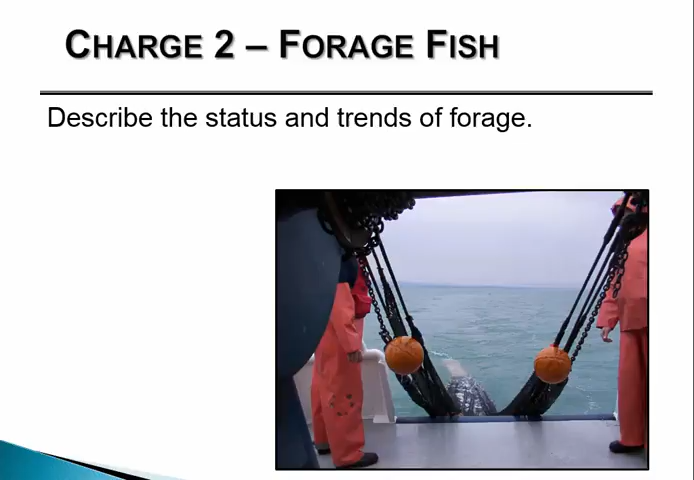 CHARGE 2 – FORAGE FISH
Describe the status and trends of forage.